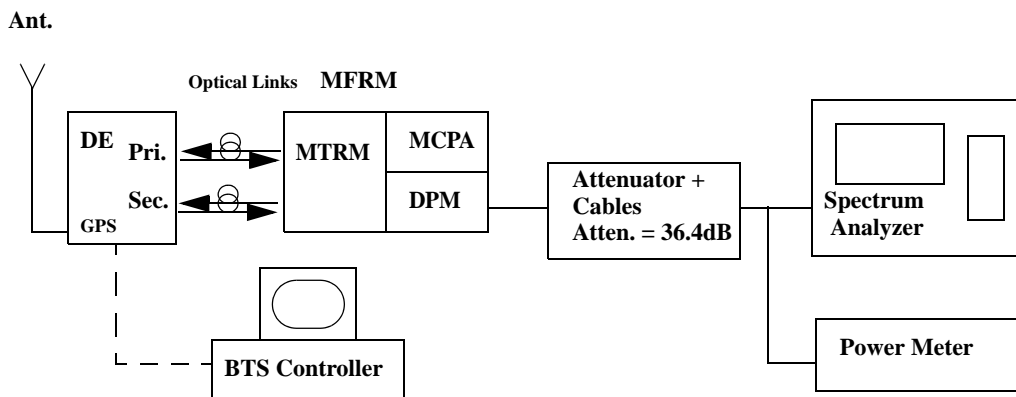 Ant.
Optical Links MFRM
DE
Pri.
MTRM
MCPA
Sec.
DPM
GPS
Attenuator +
Cables
Atten. = 36.4dB
Spectrum
Analyzer
BTS Controller
Power Meter